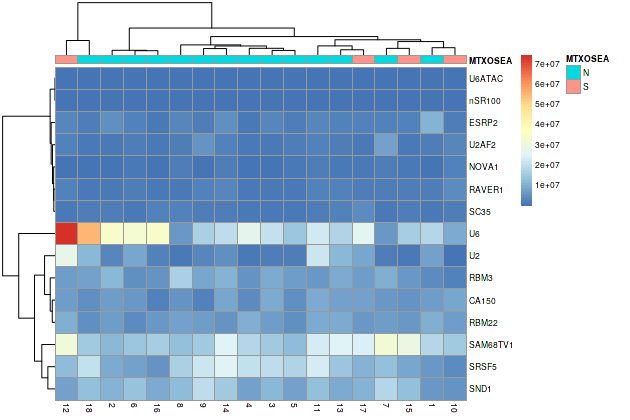 MTXOSEA
U6ATAC
nSR100
ESRP2
U2AF2
NOVA1
RAVER1
SC35
U6
U2
RBM3
CA150
RBM22
SAM68TV1
SRSF5
SND1
12 18 2 6 16 8 9 14 4 3 5 11 13 17 7 15 1 10
7e+07
6e+07
5e+07
4e+07
3e+07
2e+07
1e+07
MTXOSEA
N
S